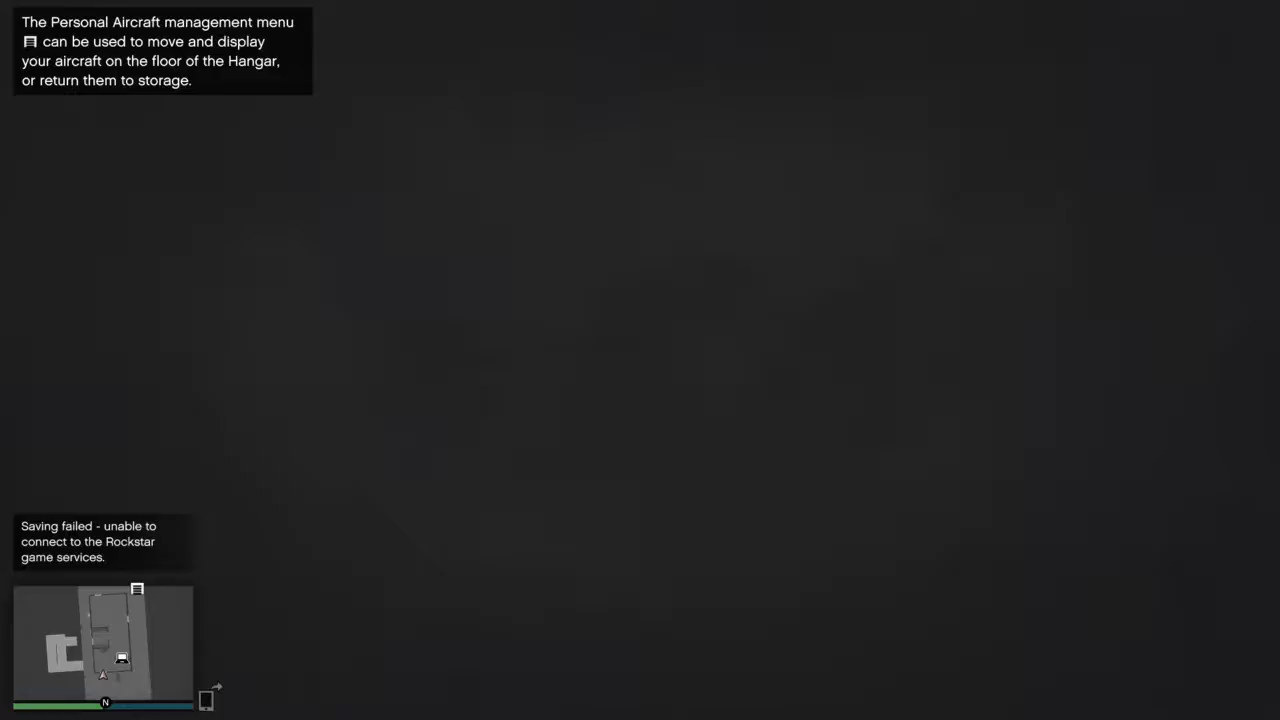 The Personal Aircraft management menu
can be used to move and display
your aircraft on the floor of the Hangar,
or return them to storage.
Saving failed - unable to
connect to the Rockstar
game services.
N